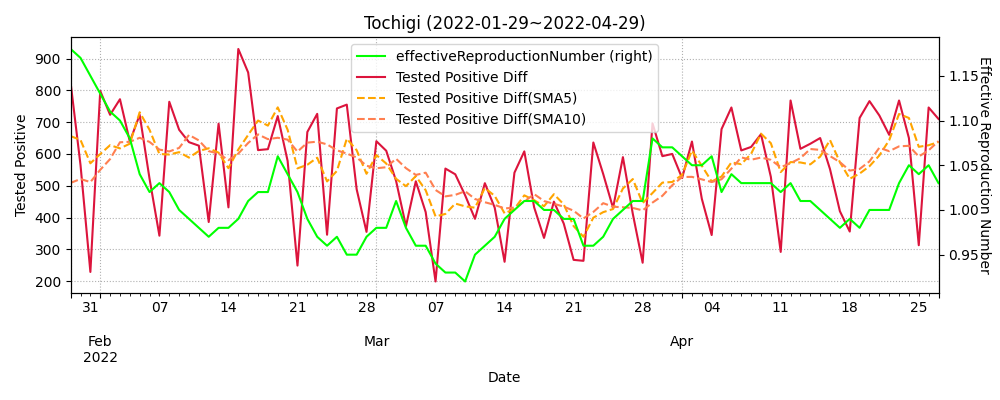 Tochigi (2022-01-29~2022-04-29)
effectiveReproductionNumber (right)
Tested Positive Diff
Tested Positive Diff(SMA5)
Tested Positive Diff(SMA10)
Tested Positive
900
800
700
600
500
400
300
200
Effective Reproduction Number
1.15
1.10
1.05
1.00
0.95
31 07 14 21 28 07 14 21 28 04 11 18 25
Feb Mar Apr
2022
Date